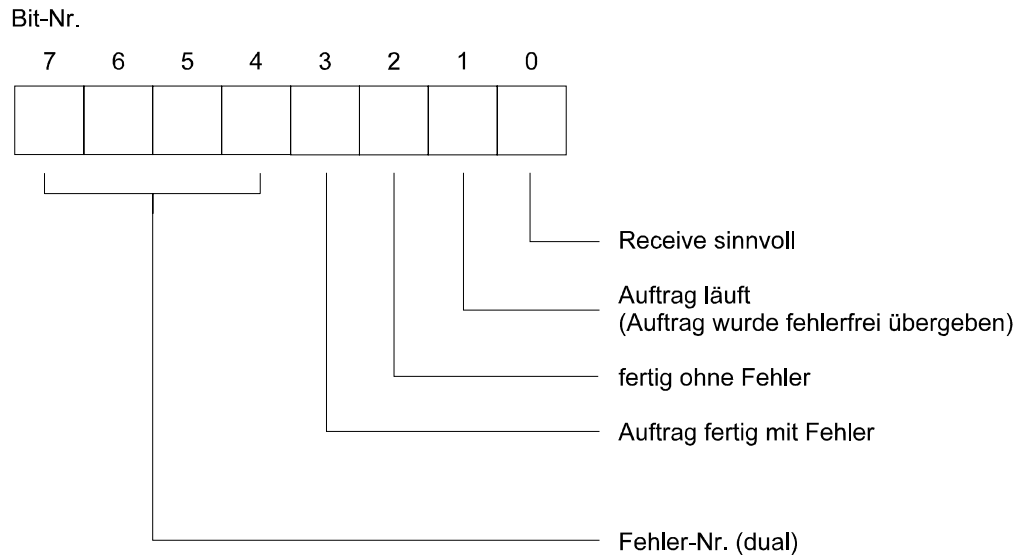 Bit-Nr.
7 6 5 4 3 2 1 0
Receive sinnvoll
Auftrag läuft
(Auftrag wurde fehlerfrei übergeben)
fertig ohne Fehler
Auftrag fertig mit Fehler
Fehler-Nr. (dual)